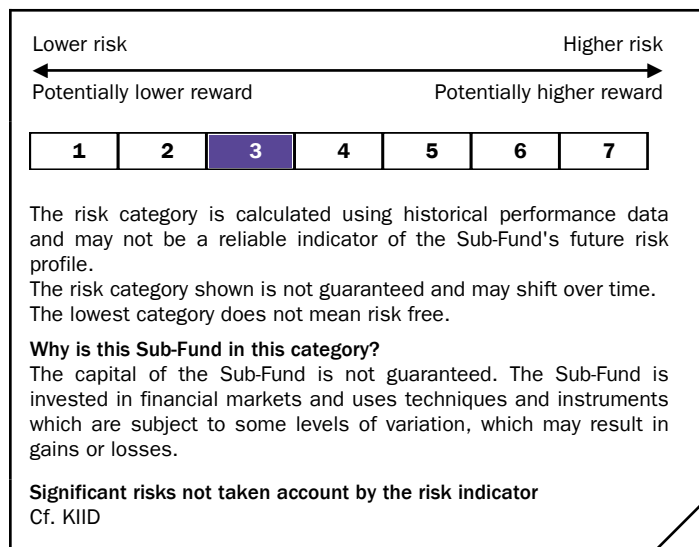 Lower risk Higher risk
Potentially lower reward Potentially higher reward
1 2 3 4 5 6 7
The risk category is calculated using historical performance data
and may not be a reliable indicator of the Sub-Fund's future risk
profile.
The risk category shown is not guaranteed and may shift over time.
The lowest category does not mean risk free.
Why is this Sub-Fund in this category?
The capital of the Sub-Fund is not guaranteed. The Sub-Fund is
invested in financial markets and uses techniques and instruments
which are subject to some levels of variation, which may result in
gains or losses.
Significant risks not taken account by the risk indicator
Cf. KIID